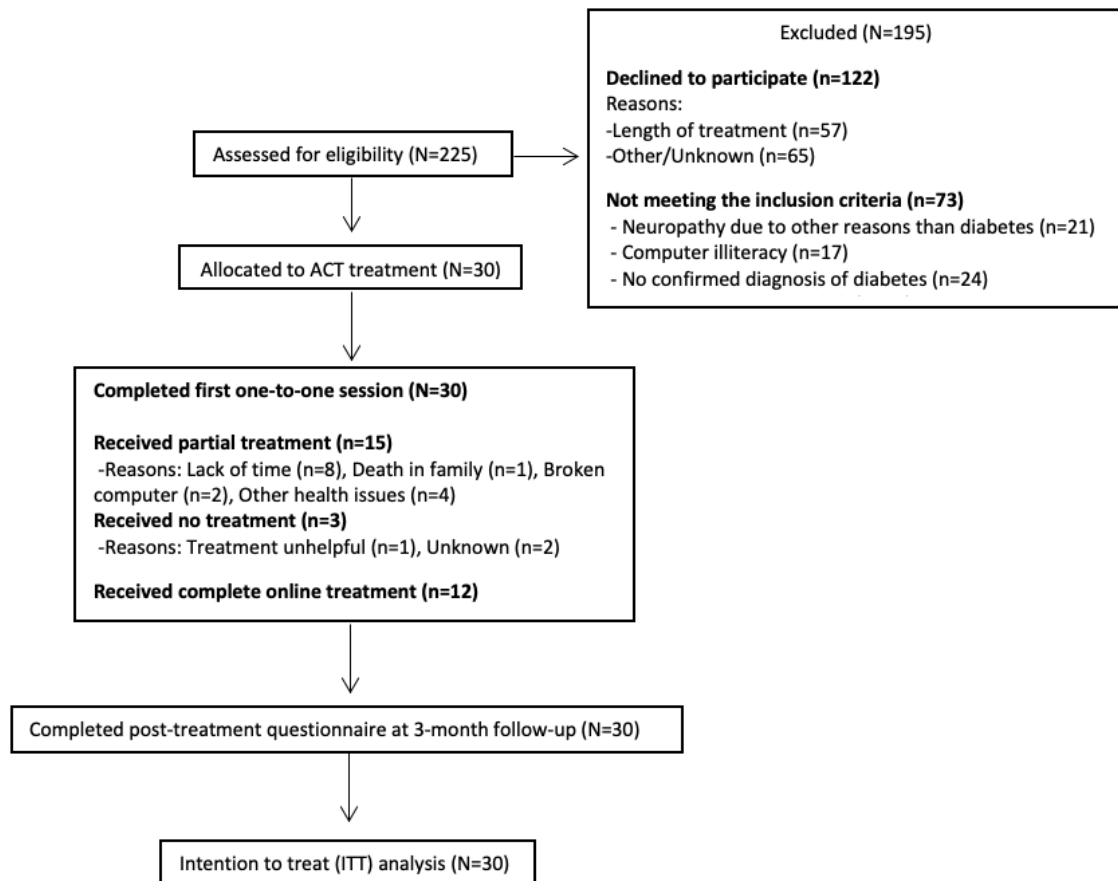 Excluded (N=195)
Declined to participate (n=122)
Reasons:
-Length of treatment (n=57)
-Other/Unknown (n=65)
Not meeting the inclusion criteria (n=73)
- Neuropathy due to other reasons than diabetes (n=21)
- Computer illiteracy (n=17)
- No confirmed diagnosis of diabetes (n=24)
Assessed for eligibility (N=225)
Allocated to ACT treatment (N=30)
Completed first one-to-one session (N=30)
Received partial treatment (n=15)
-Reasons: Lack of time (n=8), Death in family (n=1), Broken
computer (n=2), Other health issues (n=4)
Received no treatment (n=3)
-Reasons: Treatment unhelpful (n=1), Unknown (n=2)
Received complete online treatment (n=12)
Completed post-treatment questionnaire at 3-month follow-up (N=30)
Intention to treat (ITT) analysis (N=30)